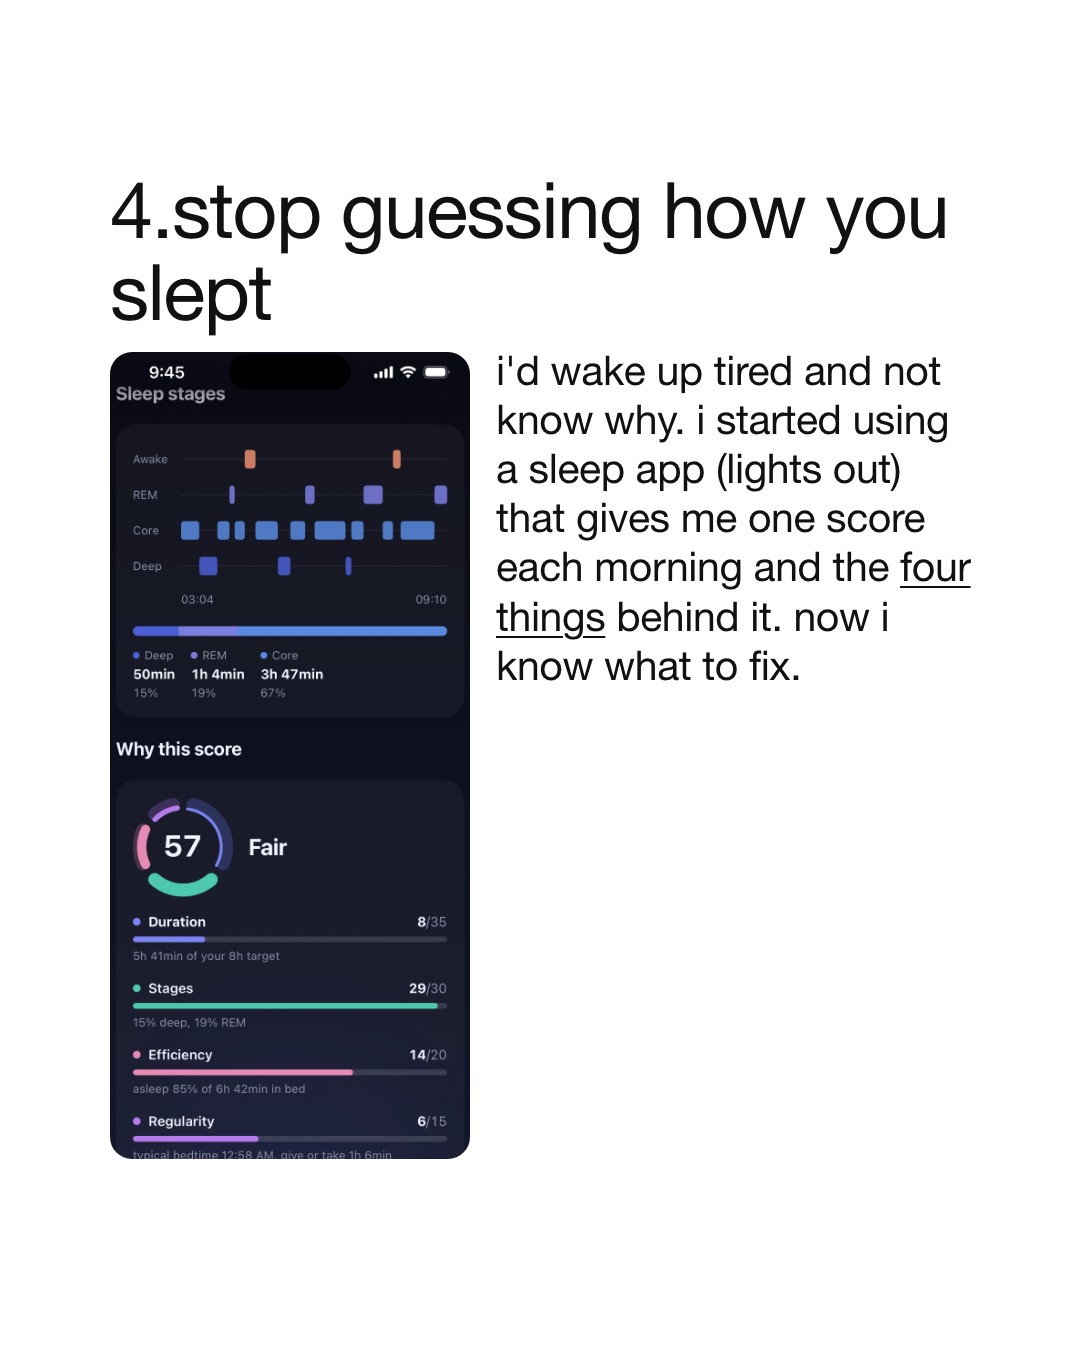 4.stop guessing how you
slept
9:45
Sleep stages
Awake
REM
Core
Deep
03:04 09:10
Deep REM Core
50min 1h 4min 3h 47min
15% 19% 67%
Why this score
57 Fair
Duration 8/35
5h 41min of your 8h target
Stages 29/30
15% deep, 19% REM
Efficiency 14/20
asleep 85% of 6h 42min in bed
Regularity 6/15
typical bedtime 12:58 AM, give or take 1h 6min
i'd wake up tired and not
know why. i started using
a sleep app (lights out)
that gives me one score
each morning and the four
things behind it. now i
know what to fix.